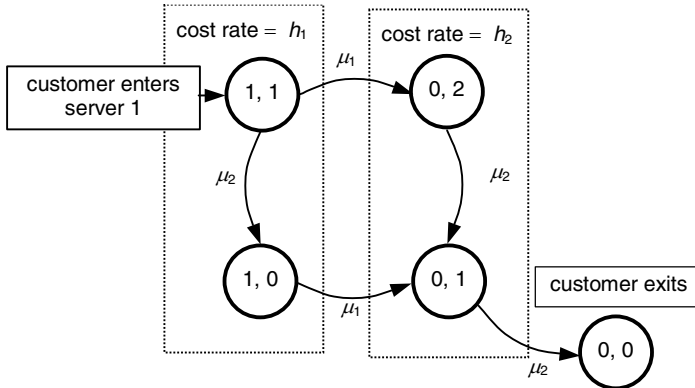 cost rate = h₁
cost rate = h₂
customer enters
server 1
1, 1
μ₁
0, 2
μ₂
μ₂
1, 0
μ₁
0, 1
customer exits
μ₂
0, 0